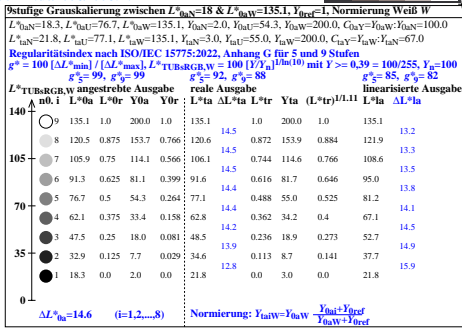 9stufige Grauskalierung zwischen L*0aN=18 & L*0aW=135.1, Y0ref=1, Normierung Weiß W
L*0aN=18.3, L*0aU=76.7, L*0aW=135.1, Y0aN=2.0, Y0aU=54.3, Y0aW=200.0, C0aY=Y0aW:Y0aN=100.0
L*taN=21.8, L*taU=77.1, L*taW=135.1, YtaN=3.0, YtaU=55.0, YtaW=200.0, CtaY=YtaW:YtaN=67.0
Regularitätsindex nach ISO/IEC 15775:2022, Anhang G für 5 und 9 Stufen
g* = 100 [ΔL*min] / [ΔL*max], L*TUBsRGB,W = 100 [Y/Yn]1/ln(10) mit Y >= 0,39 = 100/255, Yn=100
g*5= 99, g*9= 99 g*5= 92, g*9= 88 g*5= 85, g*9= 82
L*TUBsRGB,W angestrebte Ausgabe reale Ausgabe linearisierte Ausgabe
n0. i L*0a L*0r Y0a Y0r L*ta ΔL*ta L*tr Yta (L*tr)1/1.11 L*la ΔL*la
140 9 135.1 1.0 200.0 1.0 135.1 1.0 200.0 1.0 135.1
14.5 13.2
8 120.5 0.875 153.7 0.766 120.6 0.872 153.9 0.884 121.9
14.5 13.3
105 7 105.9 0.75 114.1 0.566 106.1 0.744 114.6 0.766 108.6
14.5 13.5
6 91.3 0.625 81.1 0.399 91.6 0.616 81.7 0.646 95.0
14.5 13.8
70 5 76.7 0.5 54.3 0.264 77.1 0.488 55.0 0.525 81.2
14.5 14.1
4 62.1 0.375 33.4 0.158 62.8 0.362 34.2 0.4 67.1
14.2 14.5
3 47.5 0.25 18.0 0.081 48.5 0.236 18.9 0.273 52.7
13.9 14.9
35 2 32.9 0.125 7.7 0.029 34.6 0.113 8.7 0.141 37.7
12.8 15.9
1 18.3 0.0 2.0 0.0 21.8 0.0 3.0 0.0 21.8
0
ΔL*0a=14.6 (i=1,2,...,8) Normierung: YtaiW=Y0aW (Y0ai+Y0ref)/(Y0aW+Y0ref)